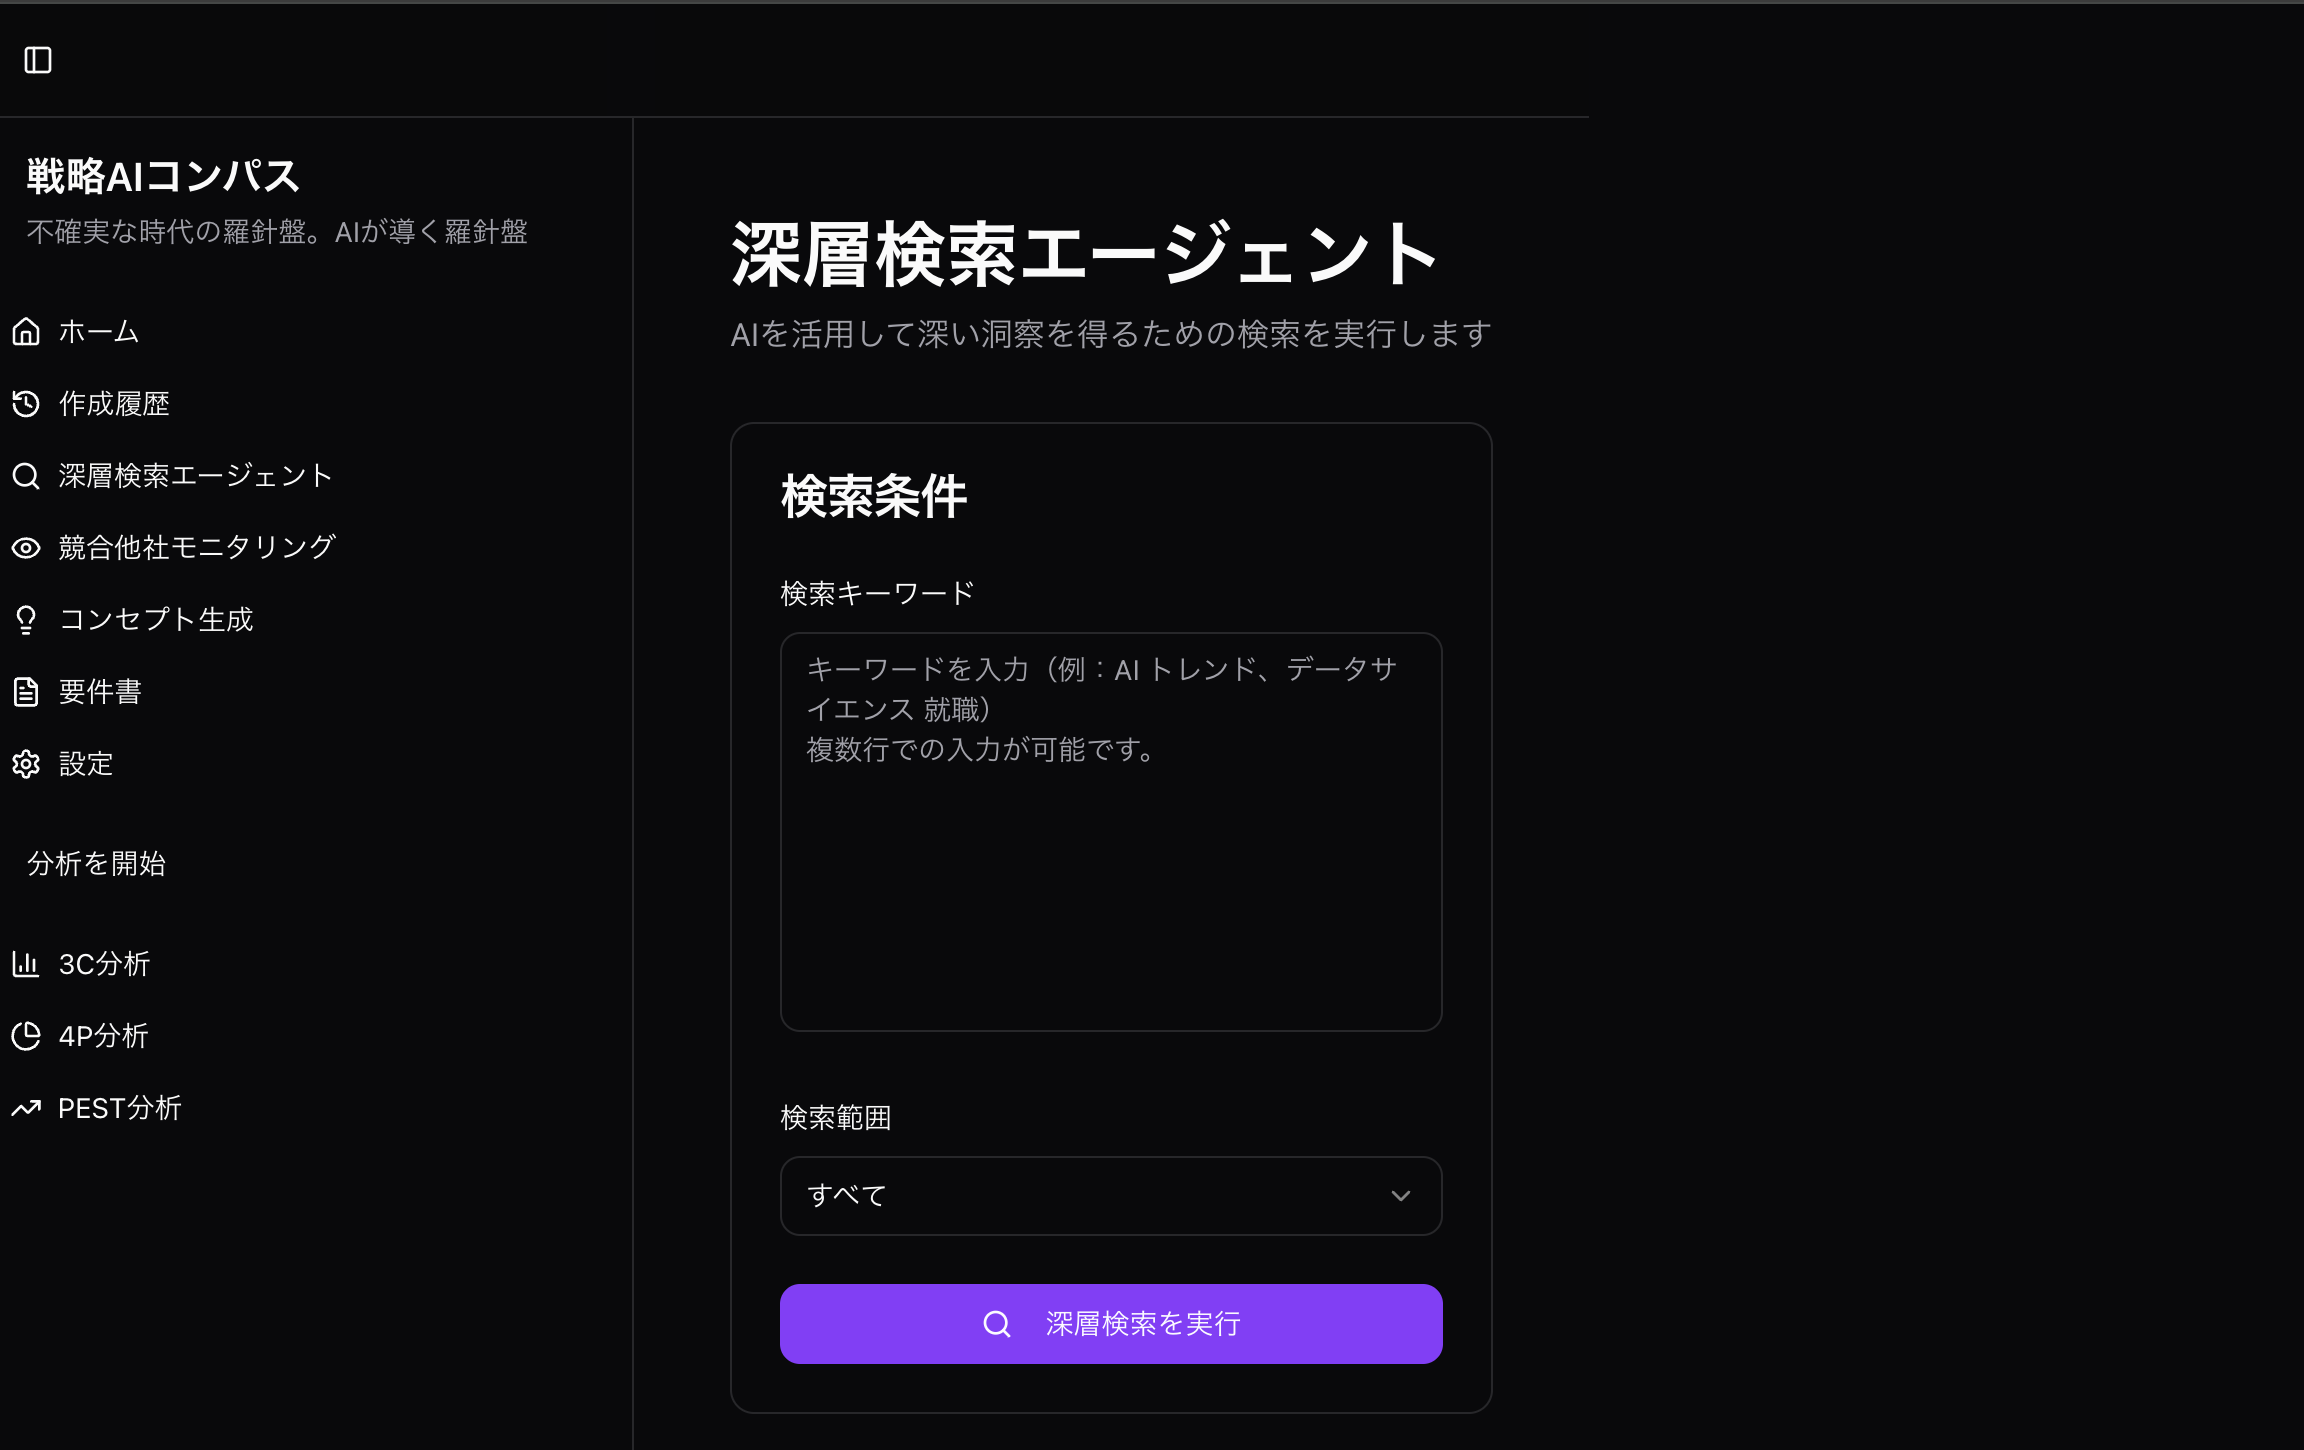 戦略AIコンパス
不確実な時代の羅針盤。AIが導く羅針盤
ホーム
作成履歴
深層検索エージェント
競合他社モニタリング
コンセプト生成
要件書
設定
分析を開始
3C分析
4P分析
PEST分析
深層検索エージェント
AIを活用して深い洞察を得るための検索を実行します
検索条件
検索キーワード
キーワードを入力（例：AI トレンド、データサ
イエンス 就職）
複数行での入力が可能です。
検索範囲
すべて
深層検索を実行